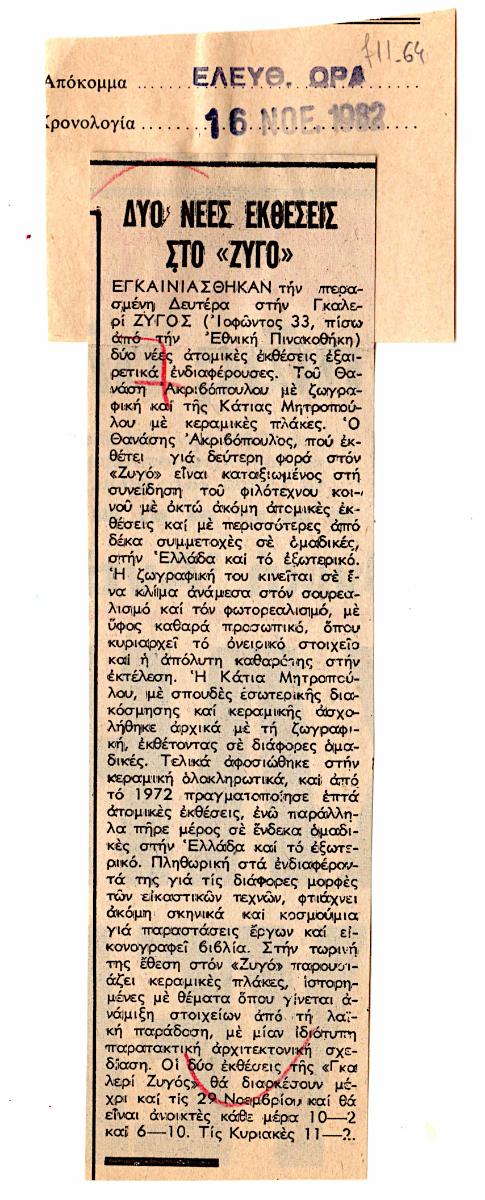 711-64
Ἀπόκομμα ..... ΕΛΕΥΘ. ΩΡΑ
Χρονολογία ..... 16 ΝΟΕ. 1982
ΔΥΟ ΝΕΕΣ ΕΚΘΕΣΕΙΣ
ΣΤΟ «ΖΥΓΟ»
ΕΓΚΑΙΝΙΑΣΘΗΚΑΝ τήν περα-
σμένη Δευτέρα στήν Γκαλε-
ρί ΖΥΓΟΣ (Ἰοφῶντος 33, πίσω
ἀπό τήν Ἐθνική Πινακοθήκη)
δύο νέες ἀτομικές ἐκθέσεις ἐξαι-
ρετικά ἐνδιαφέρουσες. Τοῦ Θα-
νάση Ἀκριβόπουλου μέ ζωγρα-
φική καί τῆς Κάτιας Μητροπού-
λου μέ κεραμικές πλάκες. Ὁ
Θανάσης Ἀκριβόπουλος, πού ἐκ-
θέτει γιά δεύτερη φορά στόν
«Ζυγό» εἶναι καταξιωμένος στή
συνείδηση τοῦ φιλότεχνου κοι-
νοῦ μέ ὀκτώ ἀκόμη ἀτομικές ἐκ-
θέσεις καί μέ περισσότερες ἀπό
δέκα συμμετοχές σέ ὁμαδικές,
στήν Ἑλλάδα καί τό ἐξωτερικό.
Ἡ ζωγραφική του κινεῖται σέ ἕ-
να κλίμα ἀνάμεσα στόν σουρεα-
λισμό καί τόν φωτορεαλισμό, μέ
ὕφος καθαρά προσωπικό, ὅπου
κυριαρχεῖ τό ὀνειρικό στοιχεῖο
καί ἡ ἀπόλυτη καθαρότης στήν
ἐκτέλεση. Ἡ Κάτια Μητροπού-
λου, μέ σπουδές ἐσωτερικῆς δια-
κόσμησης καί κεραμικῆς ἀσχο-
λήθηκε ἀρχικά μέ τή ζωγραφι-
κή, ἐκθέτοντας σέ διάφορες ὁμα-
δικές. Τελικά ἀφοσιώθηκε στήν
κεραμική ὁλοκληρωτικά, καί ἀπό
τό 1972 πραγματοποίησε ἑπτά
ἀτομικές ἐκθέσεις, ἐνῶ παράλλη-
λα πῆρε μέρος σέ ἕνδεκα ὁμαδι-
κές στήν Ἑλλάδα καί τό ἐξωτε-
ρικό. Πληθωρική στά ἐνδιαφέρον-
τά της γιά τίς διάφορες μορφές
τῶν εἰκαστικῶν τεχνῶν, φτιάχνει
ἀκόμη σκηνικά καί κοσμούμια
γιά παραστάσεις ἔργων καί εἰ-
κονογραφεῖ βιβλία. Στήν τωρινή
της ἔθεση στόν «Ζυγό» παρουσι-
άζει κεραμικές πλάκες, ἱστορη-
μένες μέ θέματα ὅπου γίνεται ἀ-
νάμιξη στοιχείων ἀπό τή λαϊ-
κή παράδοση, μέ μίαν ἰδιότυπη
παρατακτική ἀρχιτεκτονική σχε-
δίαση. Οἱ δύο ἐκθέσεις τῆς «Γκα
λερί Ζυγός» θά διαρκέσουν μέ-
χρι καί τίς 29 Νοεμβρίου καί θά
εἶναι ἀνοικτές κάθε μέρα 10—2
καί 6—10. Τίς Κυριακές 11—2.